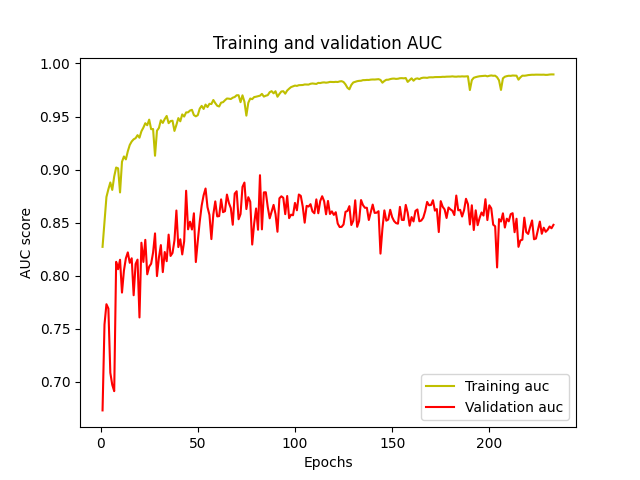 Training and validation AUC
1.00
0.95
0.90
0.85
0.80
0.75
0.70
AUC score
0
50
100
150
200
Epochs
Training auc
Validation auc